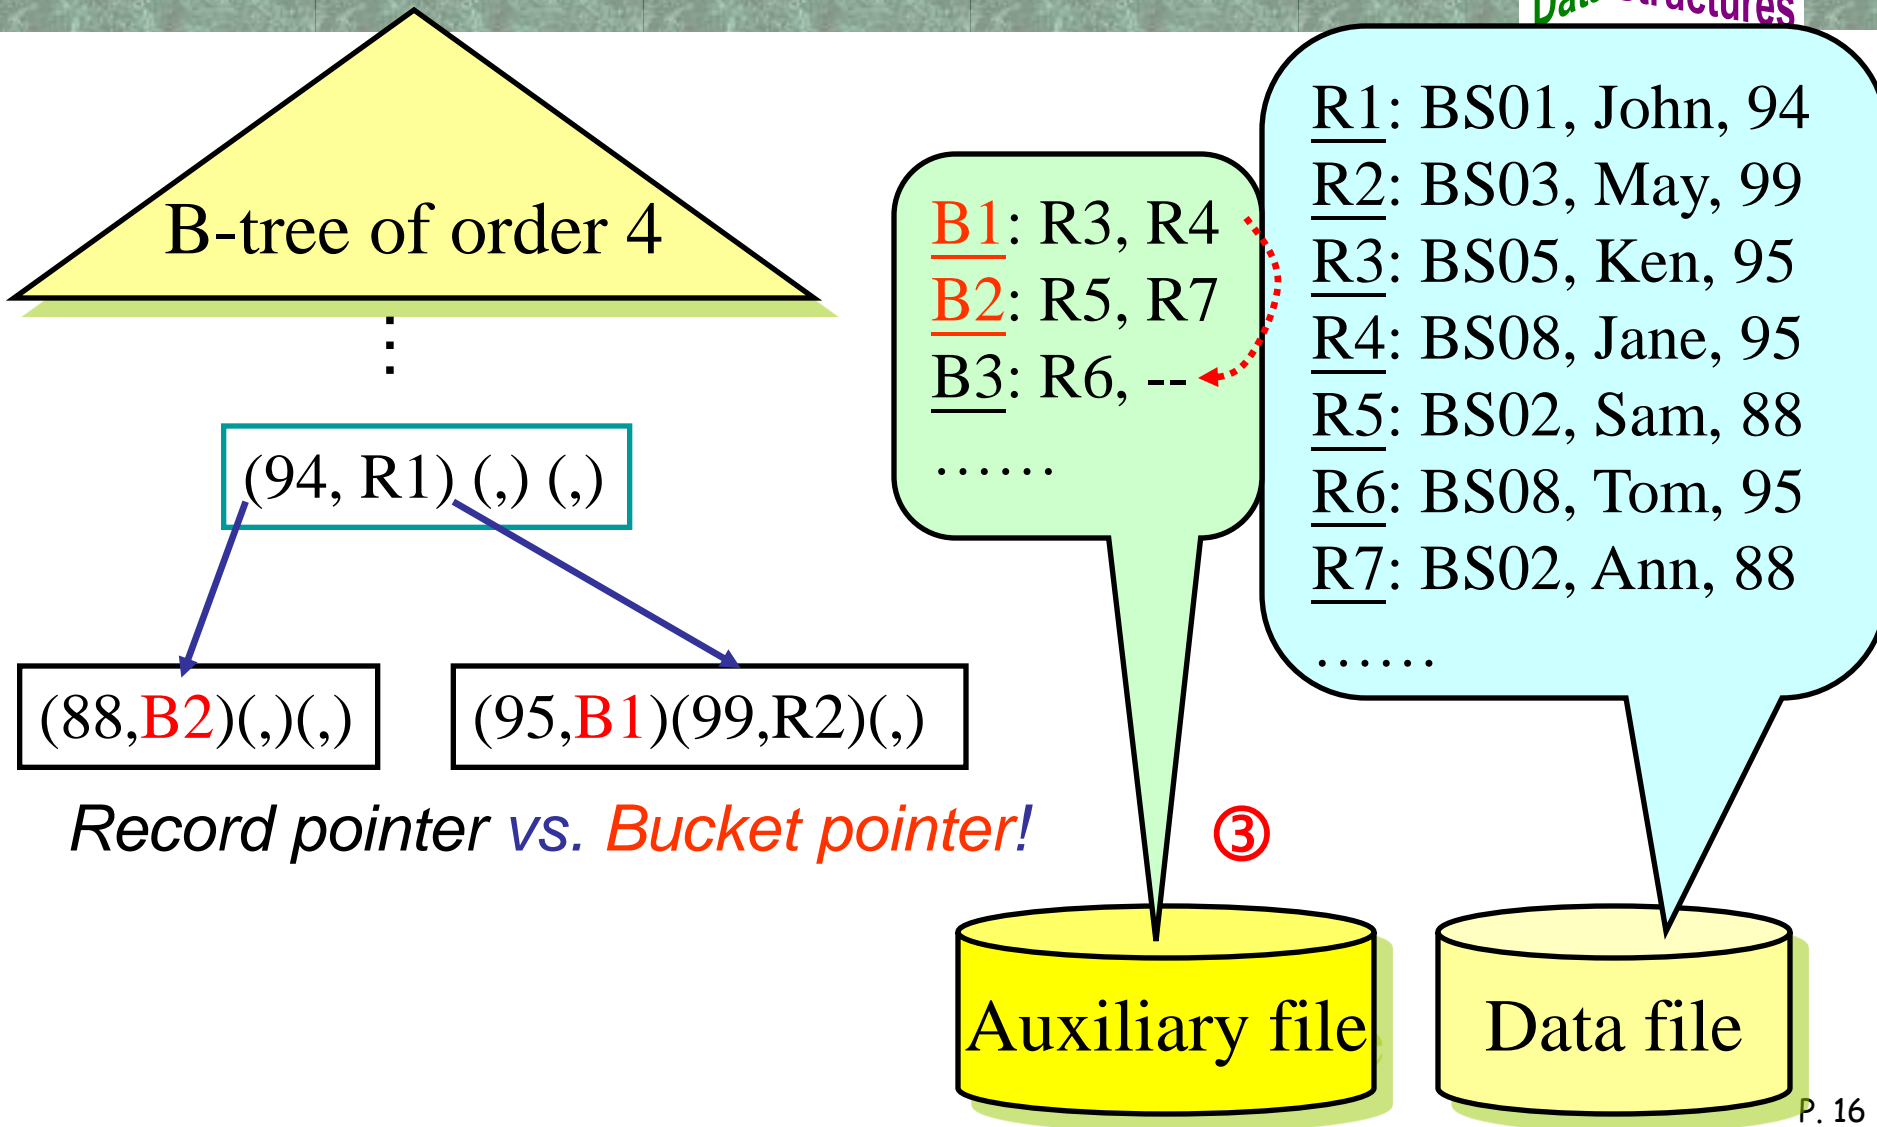 Data Structures
B-tree of order 4
(94, R1) (,) (,)
(88,B2)(,)(,)
(95,B1)(99,R2)(,)
Record pointer vs. Bucket pointer!
B1: R3, R4
B2: R5, R7
B3: R6, --
……
R1: BS01, John, 94
R2: BS03, May, 99
R3: BS05, Ken, 95
R4: BS08, Jane, 95
R5: BS02, Sam, 88
R6: BS08, Tom, 95
R7: BS02, Ann, 88
……
③
Auxiliary file
Data file
P. 16